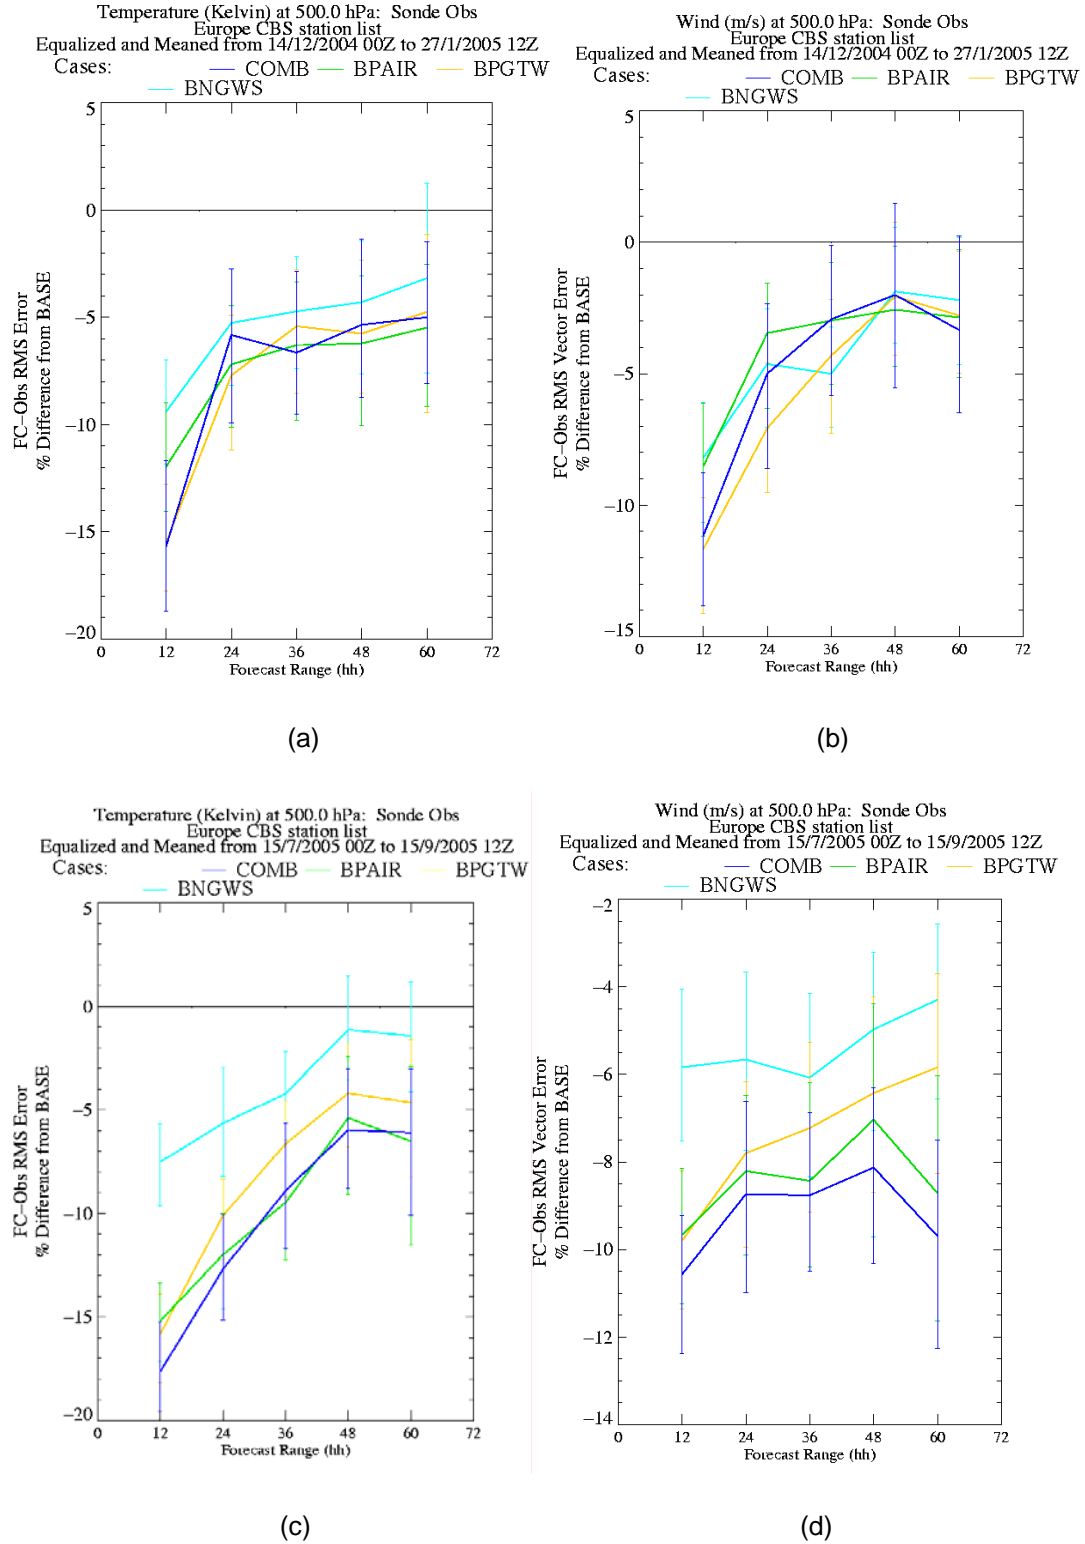 Temperature (Kelvin) at 500.0 hPa: Sonde Obs
Europe CBS station list
Equalized and Meaned from 14/12/2004 00Z to 27/1/2005 12Z
Cases: COMB BPAIR BPGTW
BNGWS
5
0
−5
−10
−15
−20
FC−Obs RMS Error
% Difference from BASE
0 12 24 36 48 60 72
Forecast Range (hh)
(a)
Wind (m/s) at 500.0 hPa: Sonde Obs
Europe CBS station list
Equalized and Meaned from 14/12/2004 00Z to 27/1/2005 12Z
Cases: COMB BPAIR BPGTW
BNGWS
5
0
−5
−10
−15
FC−Obs RMS Vector Error
% Difference from BASE
0 12 24 36 48 60 72
Forecast Range (hh)
(b)
Temperature (Kelvin) at 500.0 hPa: Sonde Obs
Europe CBS station list
Equalized and Meaned from 15/7/2005 00Z to 15/9/2005 12Z
Cases: COMB BPAIR BPGTW
BNGWS
5
0
−5
−10
−15
−20
FC−Obs RMS Error
% Difference from BASE
0 12 24 36 48 60 72
Forecast Range (hh)
(c)
Wind (m/s) at 500.0 hPa: Sonde Obs
Europe CBS station list
Equalized and Meaned from 15/7/2005 00Z to 15/9/2005 12Z
Cases: COMB BPAIR BPGTW
BNGWS
−2
−4
−6
−8
−10
−12
−14
FC−Obs RMS Vector Error
% Difference from BASE
0 12 24 36 48 60 72
Forecast Range (hh)
(d)